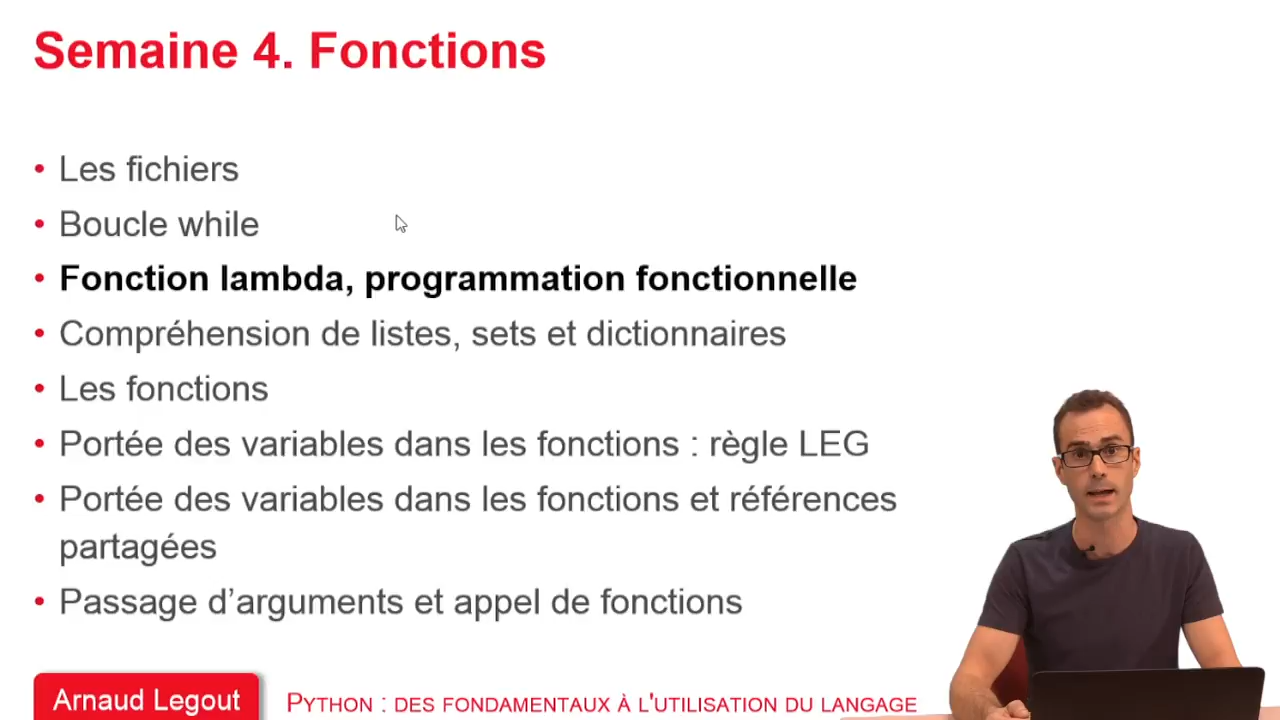 Semaine 4. Fonctions
• Les fichiers
• Boucle while
• Fonction lambda, programmation fonctionnelle
• Compréhension de listes, sets et dictionnaires
• Les fonctions
• Portée des variables dans les fonctions : règle LEG
• Portée des variables dans les fonctions et références
partagées
• Passage d’arguments et appel de fonctions
Arnaud Legout
PYTHON : DES FONDAMENTAUX À L'UTILISATION DU LANGAGE